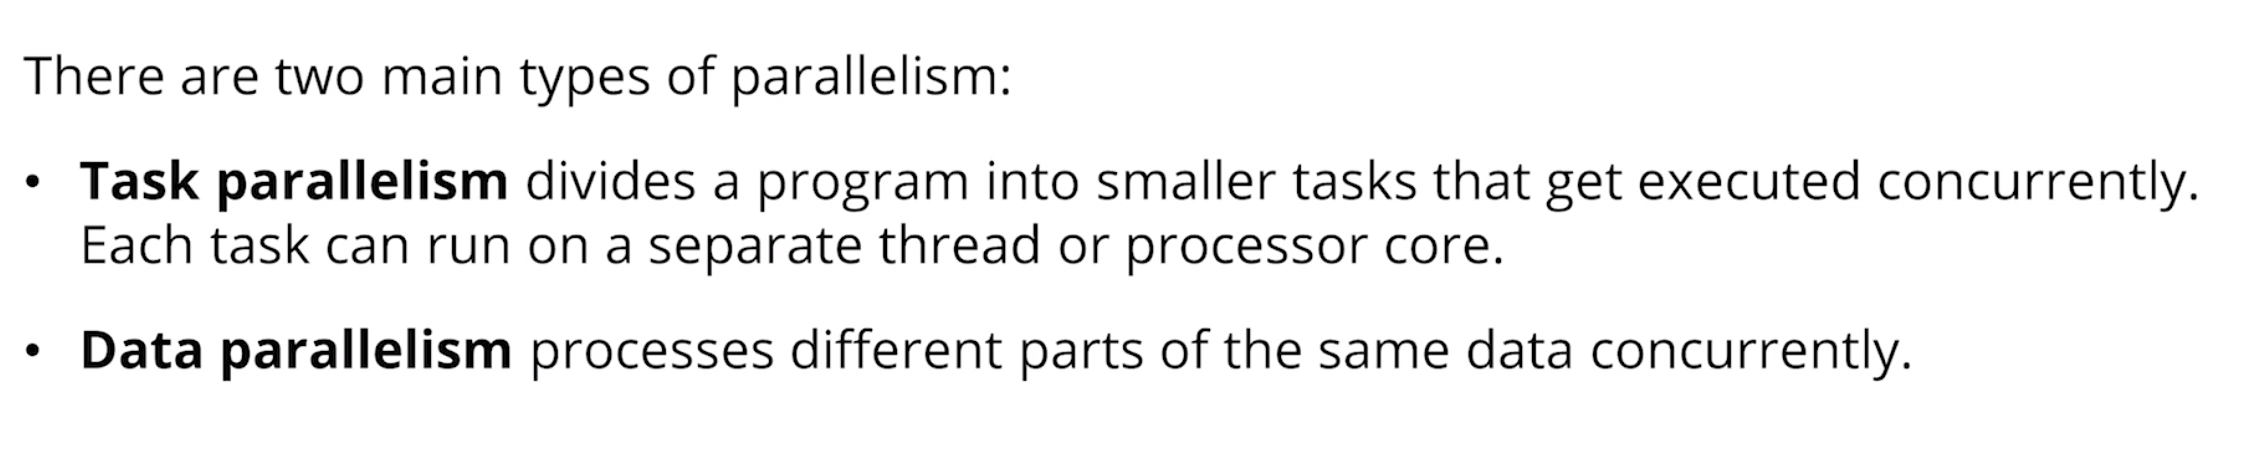 There are two main types of parallelism:
• Task parallelism divides a program into smaller tasks that get executed concurrently.
Each task can run on a separate thread or processor core.
• Data parallelism processes different parts of the same data concurrently.